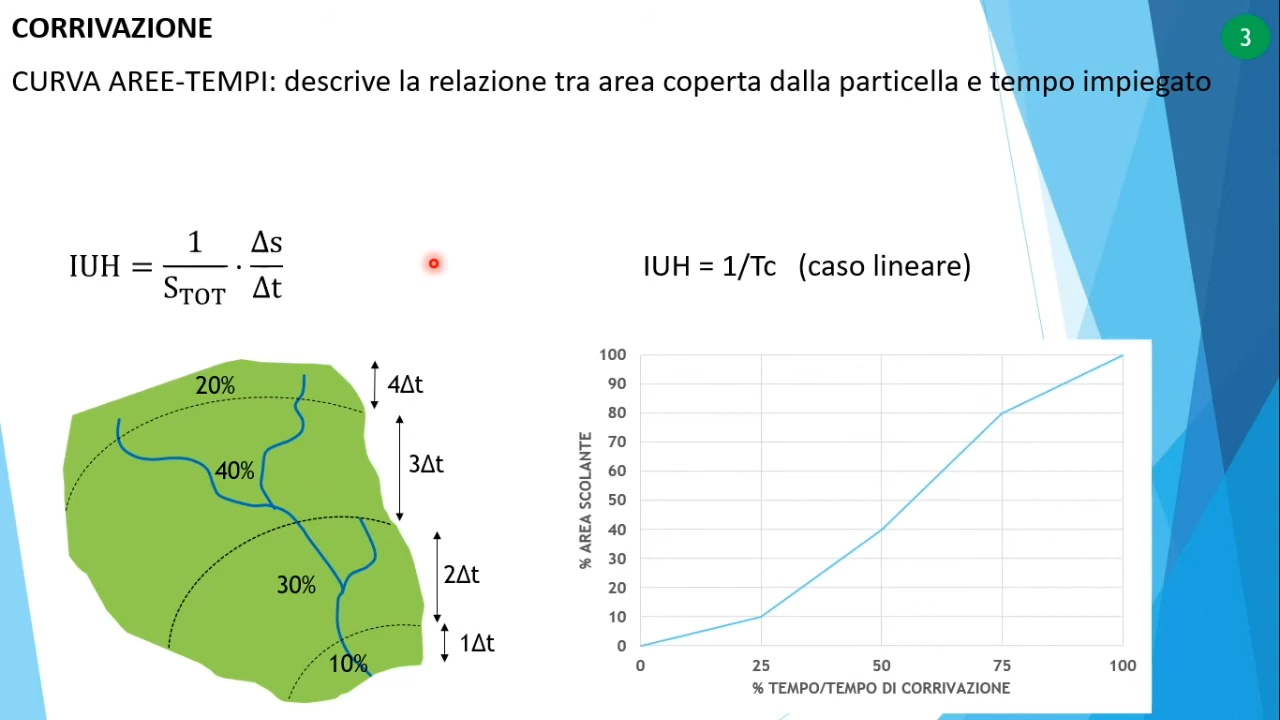 CORRIVAZIONE
3
CURVA AREE-TEMPI: descrive la relazione tra area coperta dalla particella e tempo impiegato
IUH = 1/S_TOT · Δs/Δt
IUH = 1/Tc (caso lineare)
20%
4Δt
40%
3Δt
30%
2Δt
10%
1Δt
% AREA SCOLANTE
100
90
80
70
60
50
40
30
20
10
0
0 25 50 75 100
% TEMPO/TEMPO DI CORRIVAZIONE